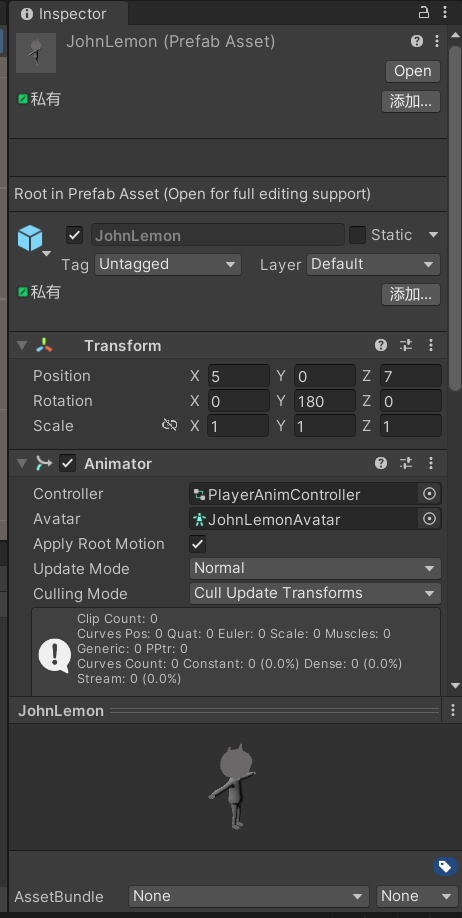 Inspector
JohnLemon (Prefab Asset)
Open
私有
添加...
Root in Prefab Asset (Open for full editing support)
JohnLemon
Static
Tag Untagged Layer Default
私有
添加...
Transform
Position X 5 Y 0 Z 7
Rotation X 0 Y 180 Z 0
Scale X 1 Y 1 Z 1
Animator
Controller PlayerAnimController
Avatar JohnLemonAvatar
Apply Root Motion
Update Mode Normal
Culling Mode Cull Update Transforms
Clip Count: 0
Curves Pos: 0 Quat: 0 Euler: 0 Scale: 0 Muscles: 0
Generic: 0 PPtr: 0
Curves Count: 0 Constant: 0 (0.0%) Dense: 0 (0.0%)
Stream: 0 (0.0%)
JohnLemon
AssetBundle None None